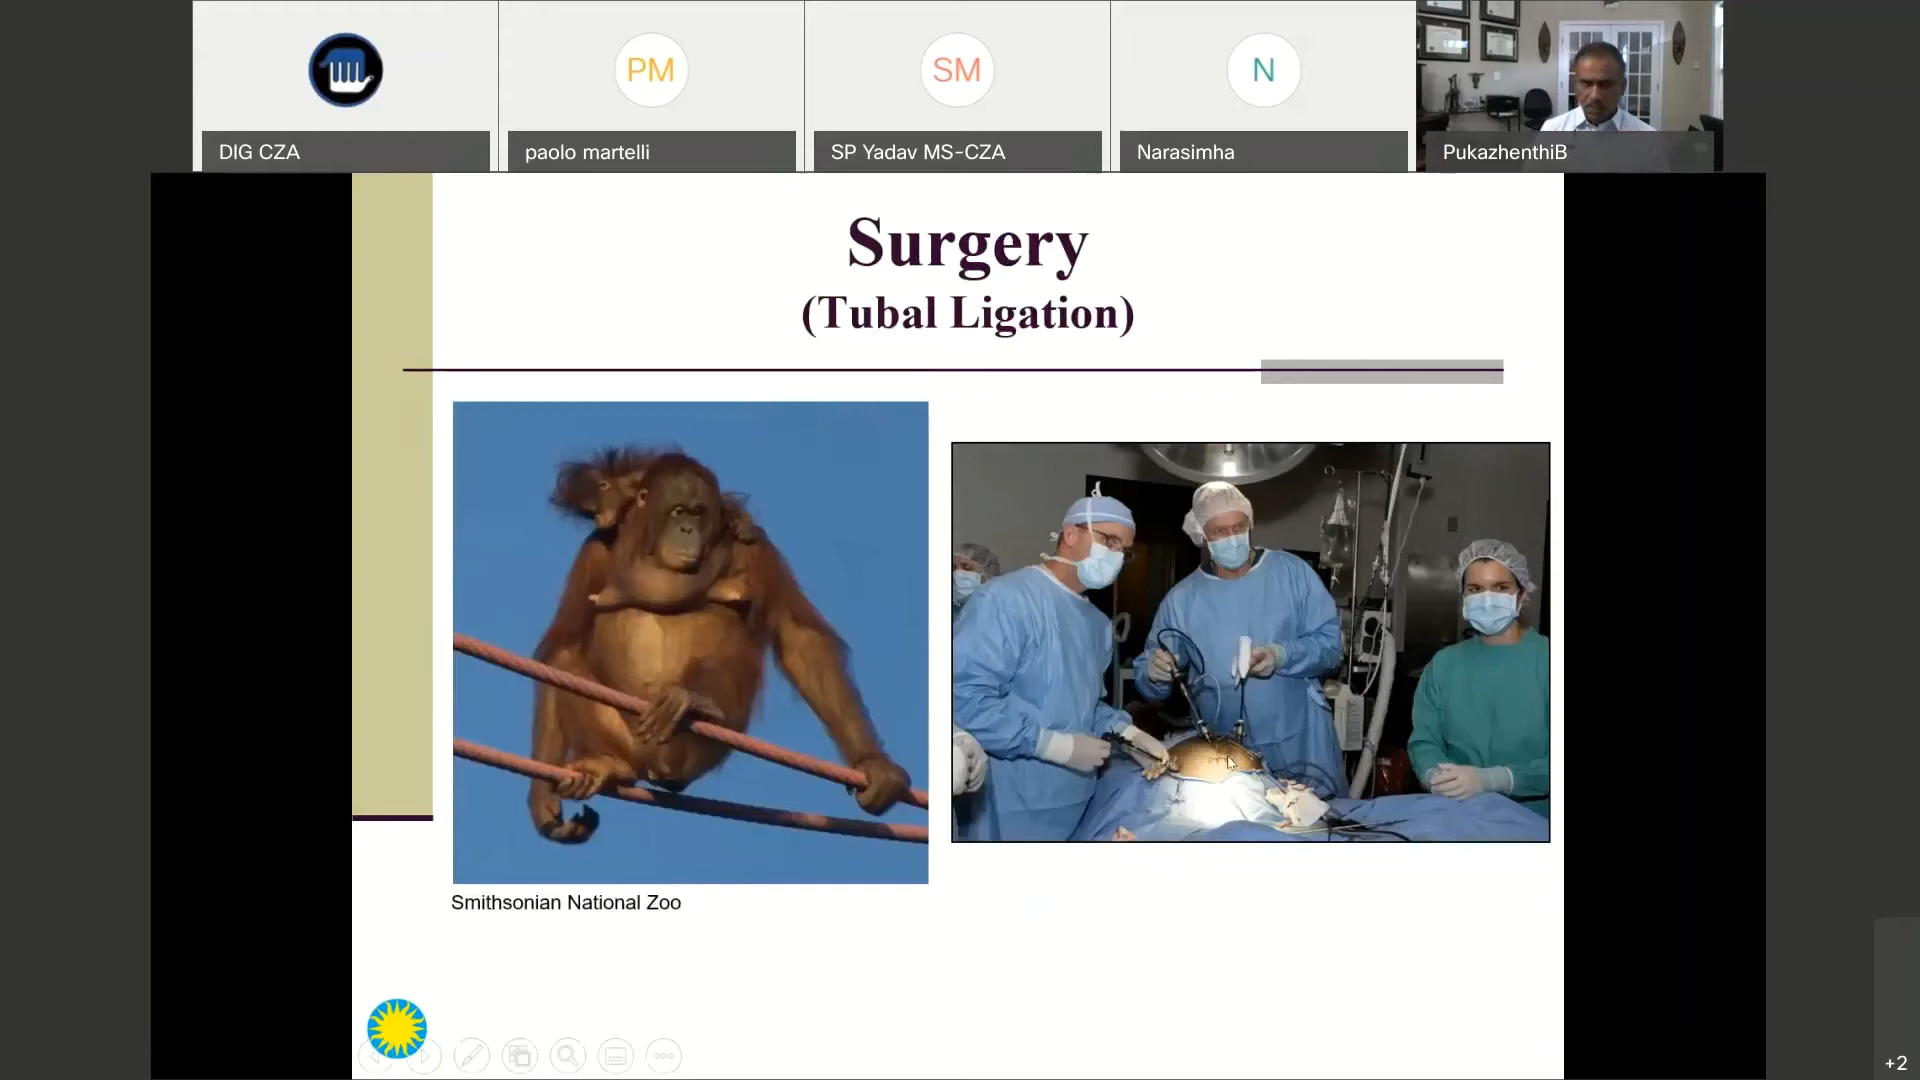 PM
SM
N
DIG CZA
paolo martelli
SP Yadav MS-CZA
Narasimha
PukazhenthiB
Surgery
(Tubal Ligation)
Smithsonian National Zoo
+2